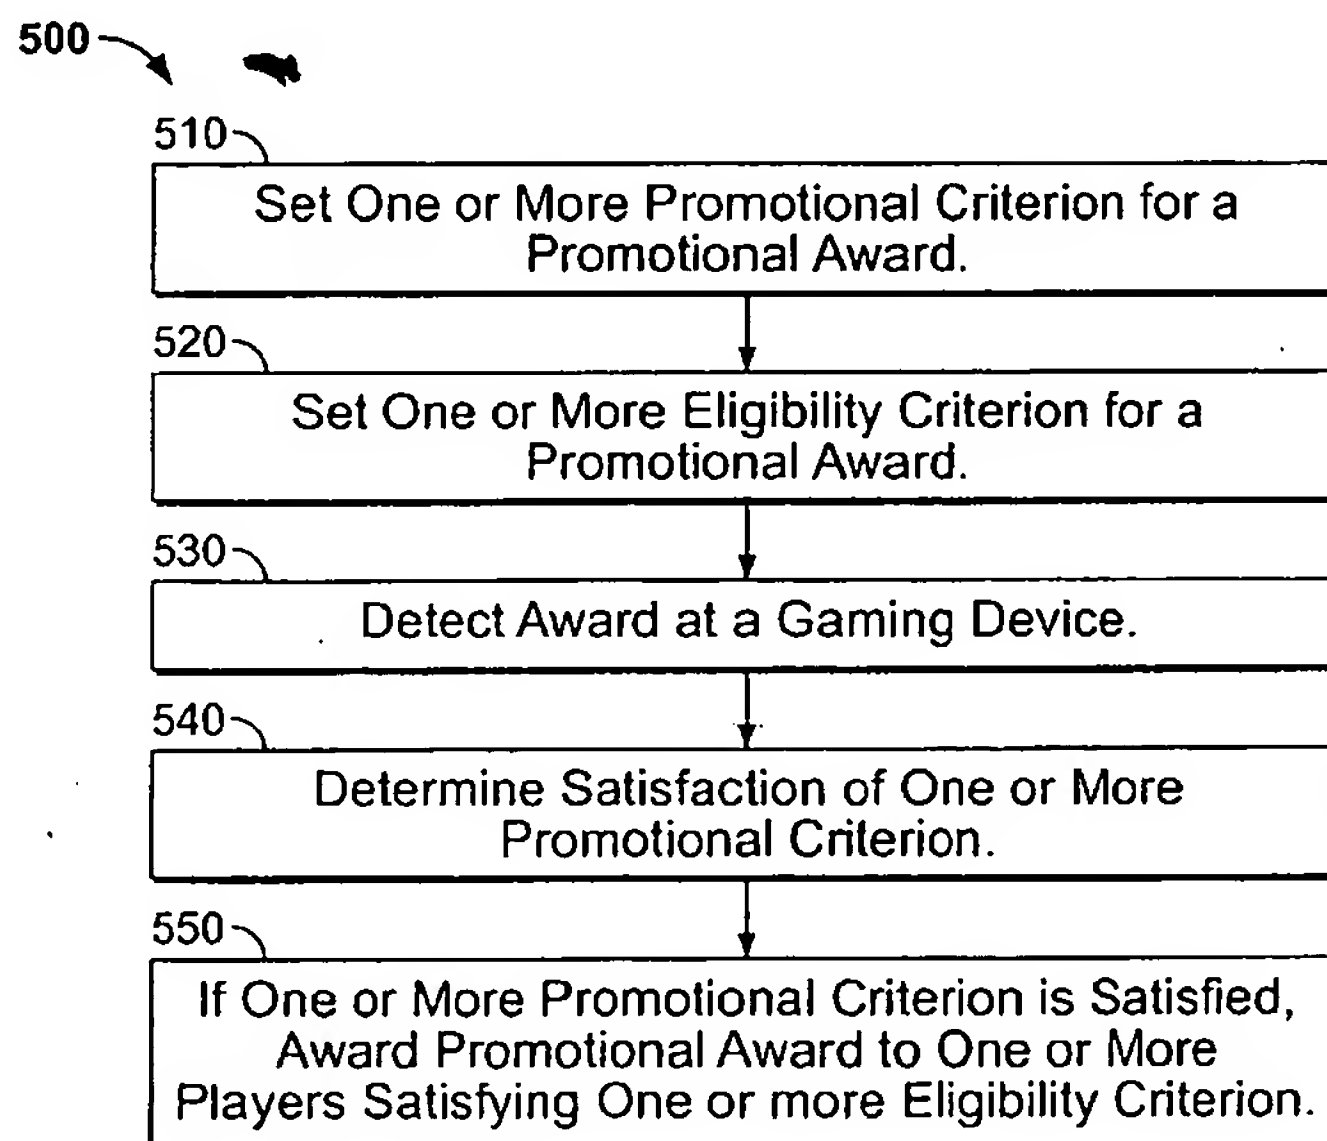 500
510
Set One or More Promotional Criterion for a
Promotional Award.
520
Set One or More Eligibility Criterion for a
Promotional Award.
530
Detect Award at a Gaming Device.
540
Determine Satisfaction of One or More
Promotional Criterion.
550
If One or More Promotional Criterion is Satisfied,
Award Promotional Award to One or More
Players Satisfying One or more Eligibility Criterion.